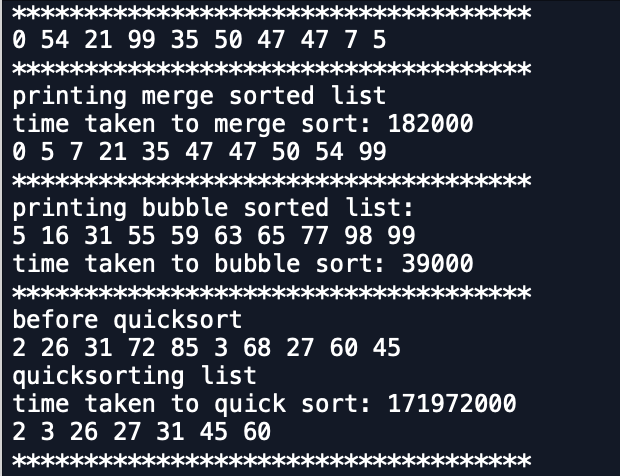 *************************************
0 54 21 99 35 50 47 47 7 5
*************************************
printing merge sorted list
time taken to merge sort: 182000
0 5 7 21 35 47 47 50 54 99
*************************************
printing bubble sorted list:
5 16 31 55 59 63 65 77 98 99
time taken to bubble sort: 39000
*************************************
before quicksort
2 26 31 72 85 3 68 27 60 45
quicksorting list
time taken to quick sort: 171972000
2 3 26 27 31 45 60
*************************************